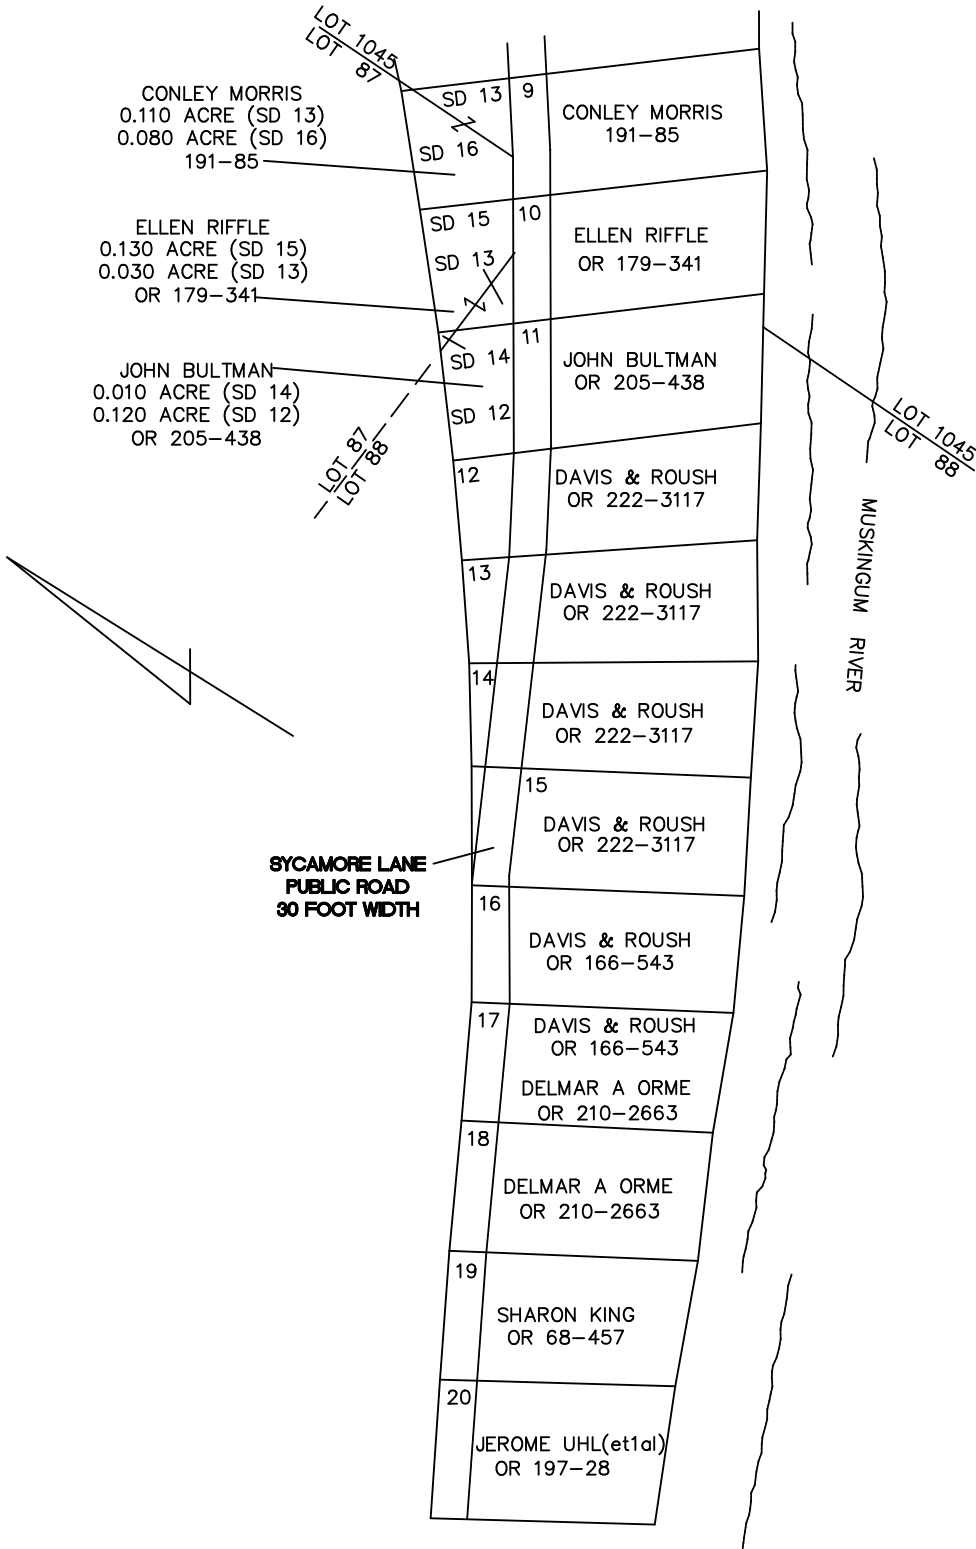 LOT 1045
LOT 87
CONLEY MORRIS
0.110 ACRE (SD 13)
0.080 ACRE (SD 16)
191-85
SD 13
SD 16
9
CONLEY MORRIS
191-85
ELLEN RIFFLE
0.130 ACRE (SD 15)
0.030 ACRE (SD 13)
OR 179-341
SD 15
SD 13
10
ELLEN RIFFLE
OR 179-341
JOHN BULTMAN
0.010 ACRE (SD 14)
0.120 ACRE (SD 12)
OR 205-438
SD 14
SD 12
11
JOHN BULTMAN
OR 205-438
LOT 1045
LOT 88
LOT 87
LOT 88
12
DAVIS & ROUSH
OR 222-3117
MUSKINGUM RIVER
13
DAVIS & ROUSH
OR 222-3117
14
DAVIS & ROUSH
OR 222-3117
15
DAVIS & ROUSH
OR 222-3117
SYCAMORE LANE
PUBLIC ROAD
30 FOOT WIDTH
16
DAVIS & ROUSH
OR 166-543
17
DAVIS & ROUSH
OR 166-543
DELMAR A ORME
OR 210-2663
18
DELMAR A ORME
OR 210-2663
19
SHARON KING
OR 68-457
20
JEROME UHL(et1al)
OR 197-28